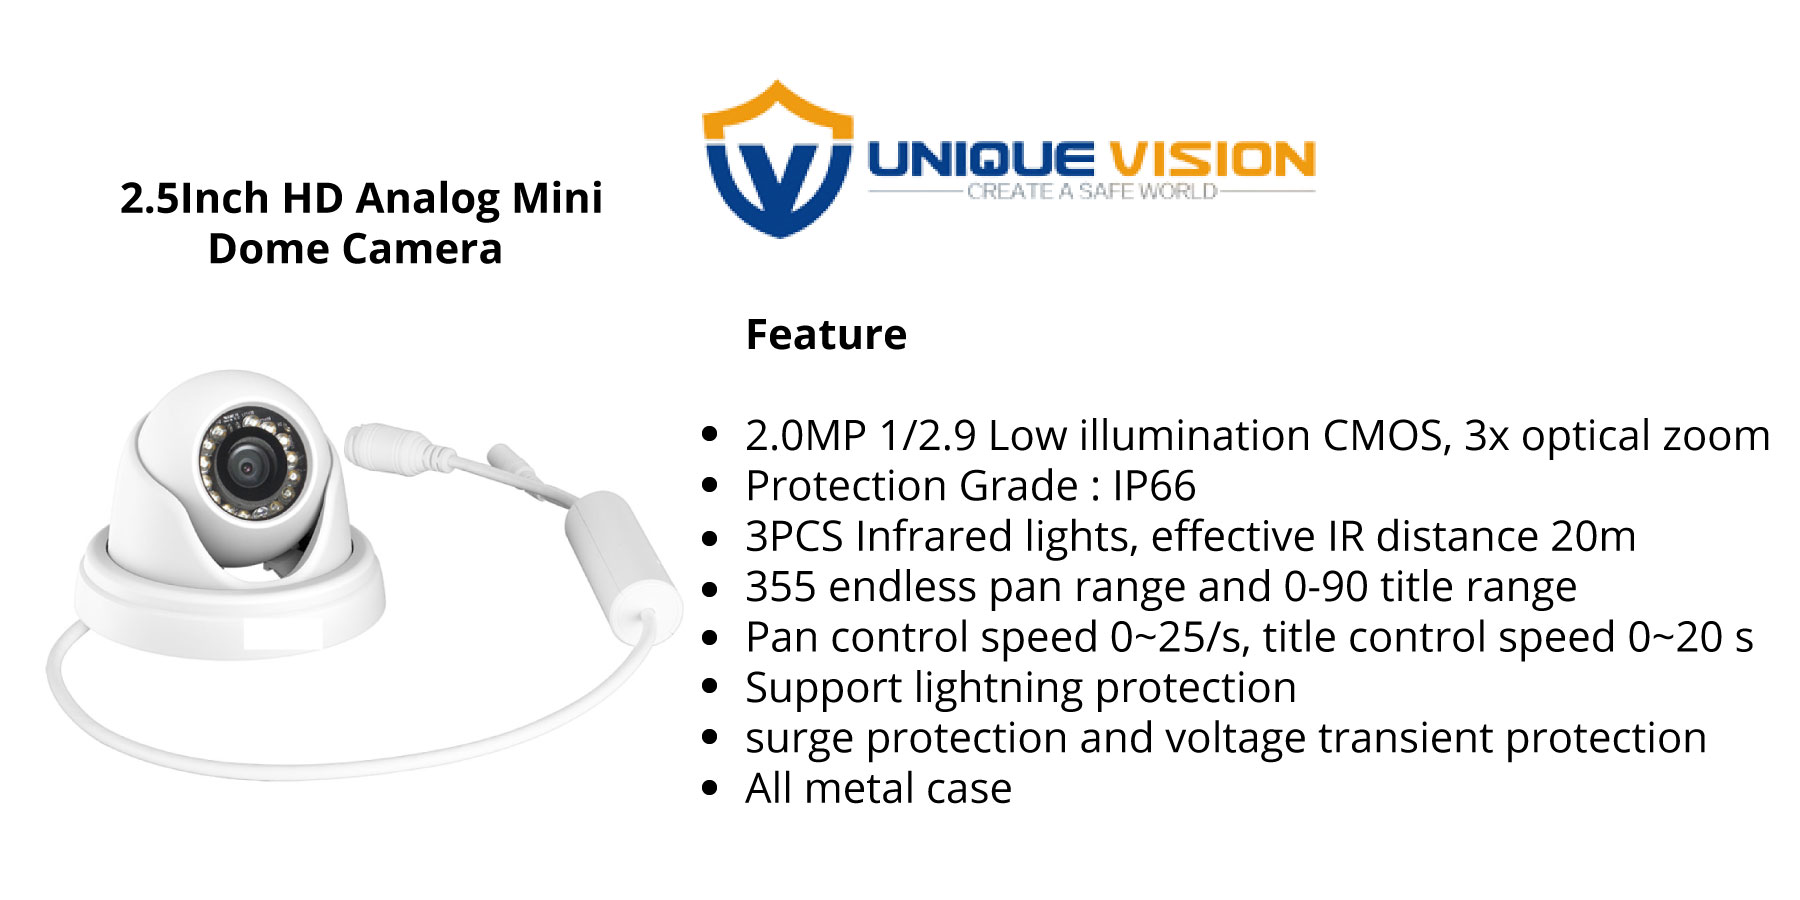 UNIQUE VISION
CREATE A SAFE WORLD
2.5Inch HD Analog Mini
Dome Camera
Feature
• 2.0MP 1/2.9 Low illumination CMOS, 3x optical zoom
• Protection Grade : IP66
• 3PCS Infrared lights, effective IR distance 20m
• 355 endless pan range and 0-90 title range
• Pan control speed 0~25/s, title control speed 0~20 s
• Support lightning protection
• surge protection and voltage transient protection
• All metal case